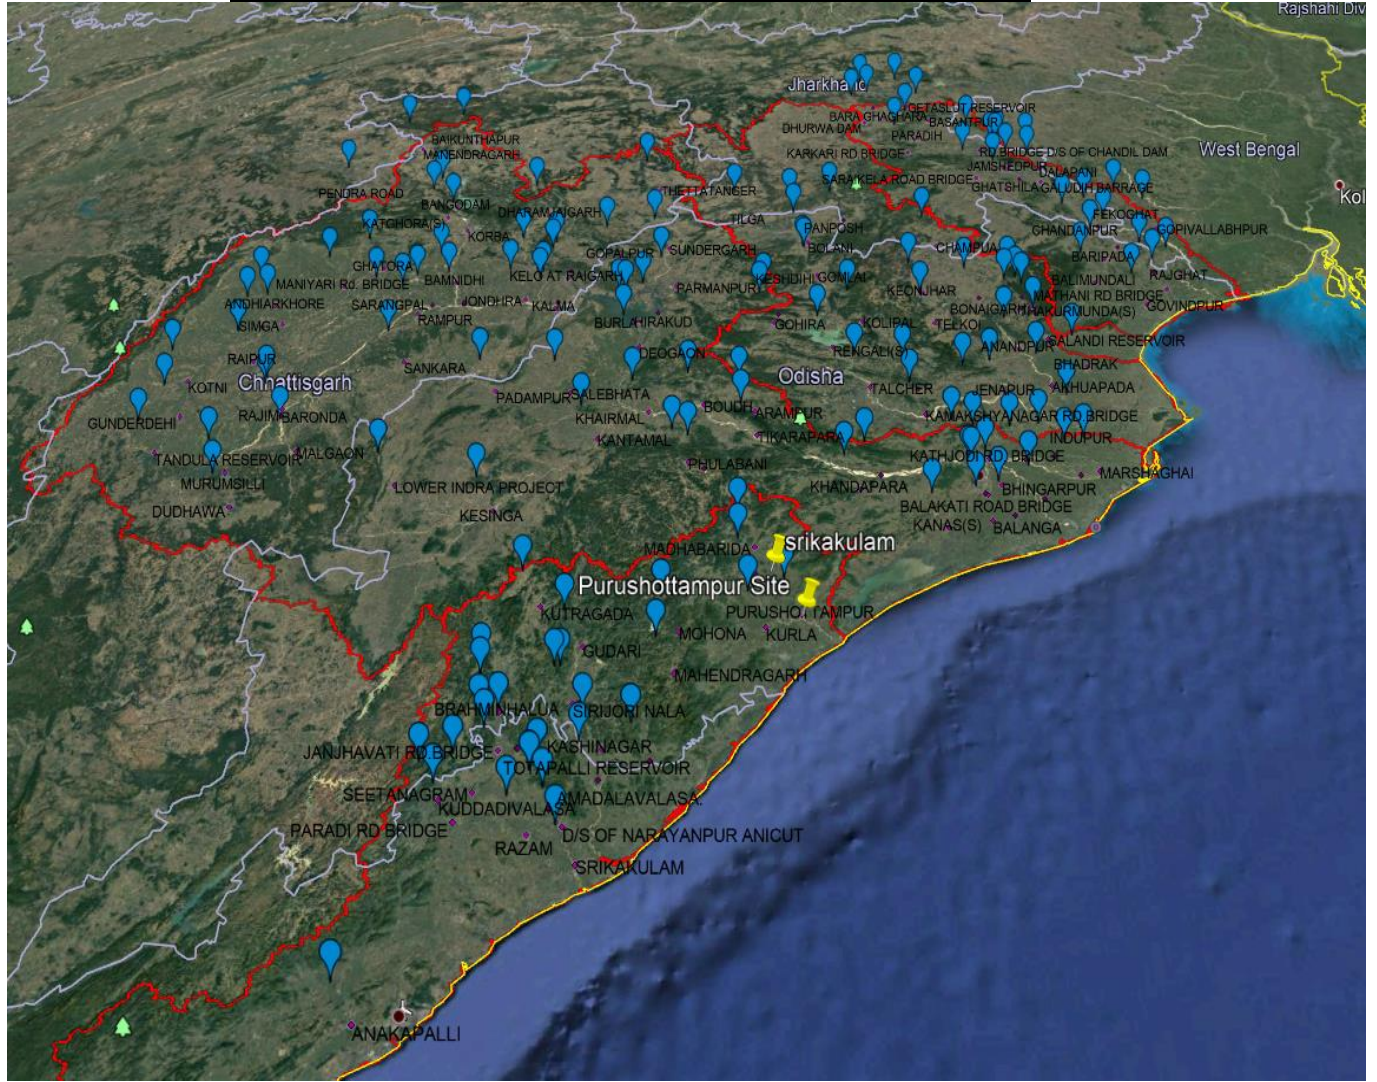 Rajshahi Div
Jharkhand
GETASLUT RESERVOIR
BARA GHAGHARA
BASANTPUR
DHURWA DAM
PARADIH
BAIKUNTHAPUR
MANENDRAGARH
KARKARI RD BRIDGE
RD.BRIDGE D/S OF CHANDIL DAM
West Bengal
JAMSHEDPUR
DALAPANI
SARAIKELA ROAD BRIDGE
GHATSHILA
GALUDIH BARRAGE
PENDRA ROAD
THETTATANGER
Kol
BANGODAM
DHARAMJAIGARH
TILGA
FEKOGHAT
KATGHORA(S)
PANPOSH
CHANDANPUR
GOPIVALLABHPUR
KORBA
BOLANI
CHAMPUA
BARIPADA
SUNDERGARH
GOPALPUR
GHATORA
KELO AT RAIGARH
KESHDIHI
GOMLAI
RAJGHAT
BAMNIDHI
BALIMUNDALI
MANIYARI Rd. BRIDGE
PARMANPUR
KEONJHAR
MATHANI RD BRIDGE
ANDHIARKHORE
SARANGPAL
JONDHRA
KALMA
BONAIGARH
THAKURMUNDA(S)
GOVINDPUR
SIMGA
RAMPUR
BURLA
HIRAKUD
GOHIRA
KOLIPAL
TELKOI
RAIPUR
DEOGAON
RENGALI(S)
ANANDPUR
SALANDI RESERVOIR
SANKARA
BHADRAK
KOTNI
Chhattisgarh
Odisha
TALCHER
JENAPUR
AKHUAPADA
PADAMPUR
SALEBHATA
BOUDH
ARAMPUR
GUNDERDEHI
RAJIM
BARONDA
KHAIRMAL
KAMAKSHYANAGAR RD BRIDGE
KANTAMAL
TIKARAPARA
INDUPUR
TANDULA RESERVOIR
MALGAON
KATHJODI RD BRIDGE
PHULABANI
MARSHAGHAI
MURUMSILLI
LOWER INDRA PROJECT
KHANDAPARA
BHINGARPUR
DUDHAWA
KESINGA
BALAKATI ROAD BRIDGE
KANAS(S)
BALANGA
MADHABARIDA
srikakulam
Purushottampur Site
KUTRAGADA
PURUSHOTTAMPUR
MOHONA
KURLA
GUDARI
MAHENDRAGARH
BRAHMINHALUA
SIRIJORI NALA
JANJHAVATI RD.BRIDGE
KASHINAGAR
TOTAPALLI RESERVOIR
SEETANAGRAM
KUDDADIVALASA
AMADALAVALASA.
PARADI RD BRIDGE
D/S OF NARAYANPUR ANICUT
RAZAM
SRIKAKULAM
ANAKAPALLI